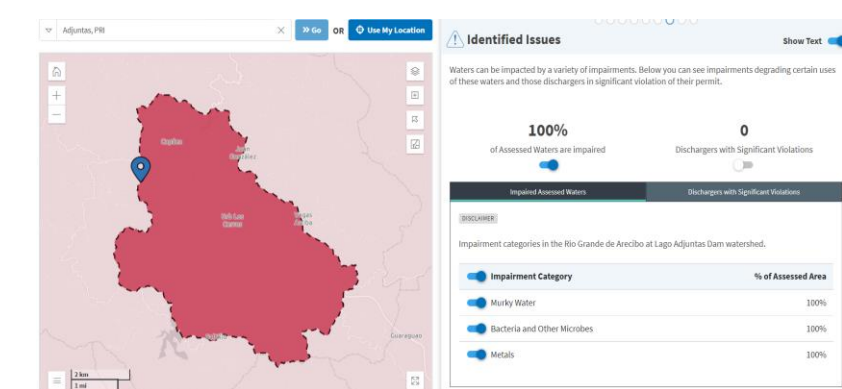 Adjuntas, PRI
Go
OR
Use My Location
Capáez
Urb Los
Cerros
2 km
1 mi
Identified Issues
Show Text
Waters can be impacted by a variety of impairments. Below you can see impairments degrading certain uses
of these waters and those dischargers in significant violation of their permit.
100%
of Assessed Waters are impaired
0
Dischargers with Significant Violations
Impaired Assessed Waters
Dischargers with Significant Violations
DISCLAIMER
Impairment categories in the Rio Grande de Arecibo at Lago Adjuntas Dam watershed.
Impairment Category
% of Assessed Area
Murky Water
100%
Bacteria and Other Microbes
100%
Metals
100%